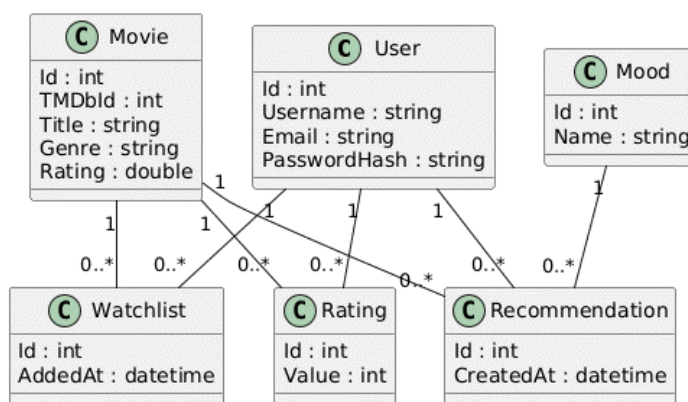 C Movie
Id : int
TMDbId : int
Title : string
Genre : string
Rating : double
C User
Id : int
Username : string
Email : string
PasswordHash : string
C Mood
Id : int
Name : string
1
1
1
1
1
1
1
0..*
0..*
0..*
0..*
0..*
0..*
0..*
C Watchlist
Id : int
AddedAt : datetime
C Rating
Id : int
Value : int
C Recommendation
Id : int
CreatedAt : datetime